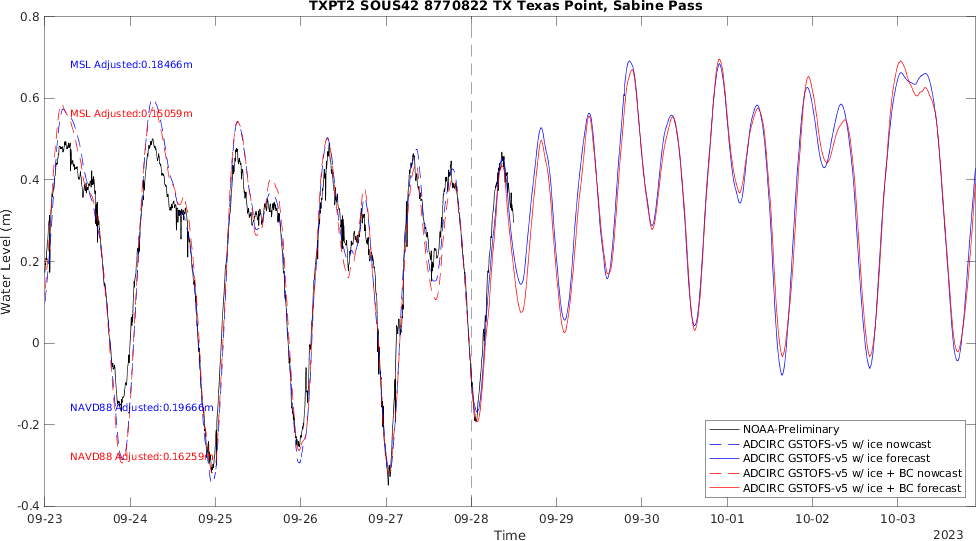 TXPT2 SOUS42 8770822 TX Texas Point, Sabine Pass
0.8
0.6
0.4
0.2
0
-0.2
-0.4
Water Level (m)
MSL Adjusted:0.18466m
MSL Adjusted:0.15059m
NAVD88 Adjusted:0.19666m
NAVD88 Adjusted:0.16259m
NOAA-Preliminary
ADCIRC GSTOFS-v5 w/ ice nowcast
ADCIRC GSTOFS-v5 w/ ice forecast
ADCIRC GSTOFS-v5 w/ ice + BC nowcast
ADCIRC GSTOFS-v5 w/ ice + BC forecast
09-23 09-24 09-25 09-26 09-27 09-28 09-29 09-30 10-01 10-02 10-03
Time
2023